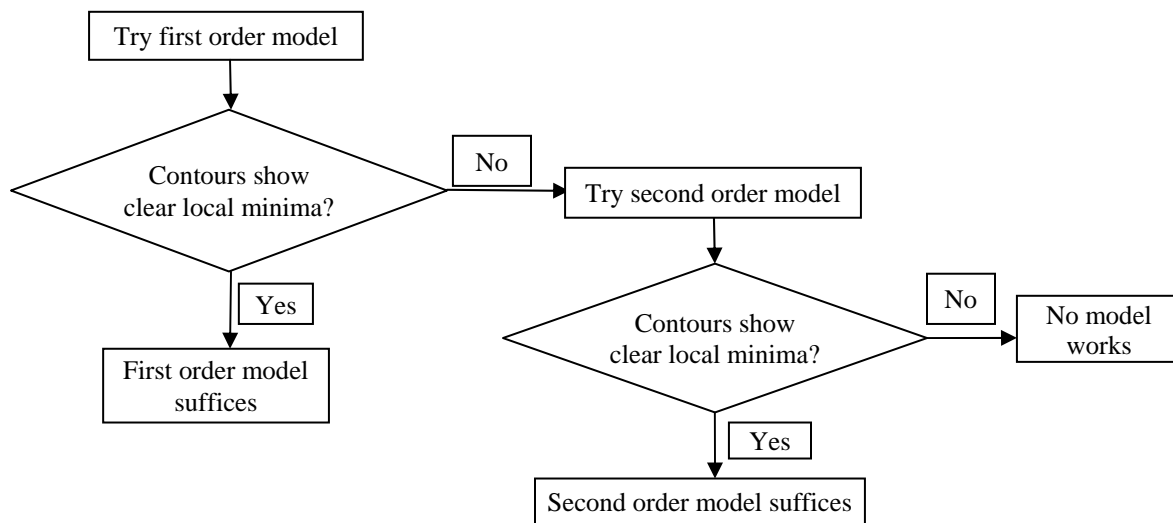 Try first order model
Contours show
clear local minima?
No
Try second order model
Yes
First order model
suffices
Contours show
clear local minima?
No
No model
works
Yes
Second order model suffices